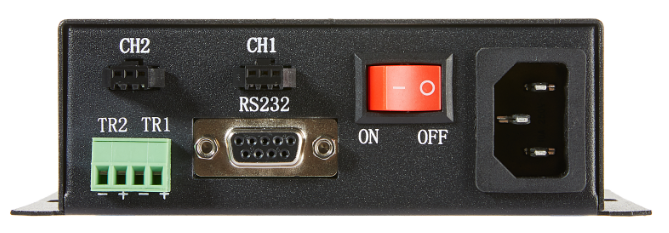 CH2 CH1
RS232
TR2 TR1
ON OFF
- + - +